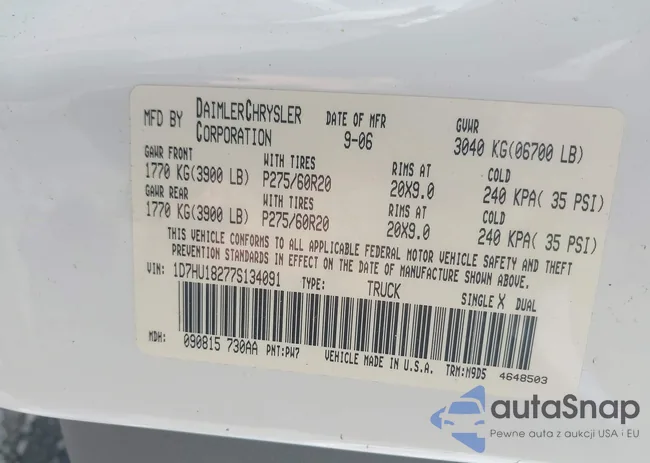 MFD BY DAIMLERCHRYSLER CORPORATION DATE OF MFR 9-06 GVWR 3040 KG(06700 LB)
GAWR FRONT WITH TIRES RIMS AT COLD
1770 KG(3900 LB) P275/60R20 20X9.0 240 KPA( 35 PSI)
GAWR REAR WITH TIRES RIMS AT COLD
1770 KG(3900 LB) P275/60R20 20X9.0 240 KPA( 35 PSI)
THIS VEHICLE CONFORMS TO ALL APPLICABLE FEDERAL MOTOR VEHICLE SAFETY AND THEFT
PREVENTION STANDARDS IN EFFECT ON THE DATE OF MANUFACTURE SHOWN ABOVE.
VIN: 1D7HU18277S134091 TYPE: TRUCK SINGLE X DUAL
MDH: 090815 730AA PNT:PW7 VEHICLE MADE IN U.S.A. TRM:M9D5 4648503
autaSnap
Pewne auta z aukcji USA i EU